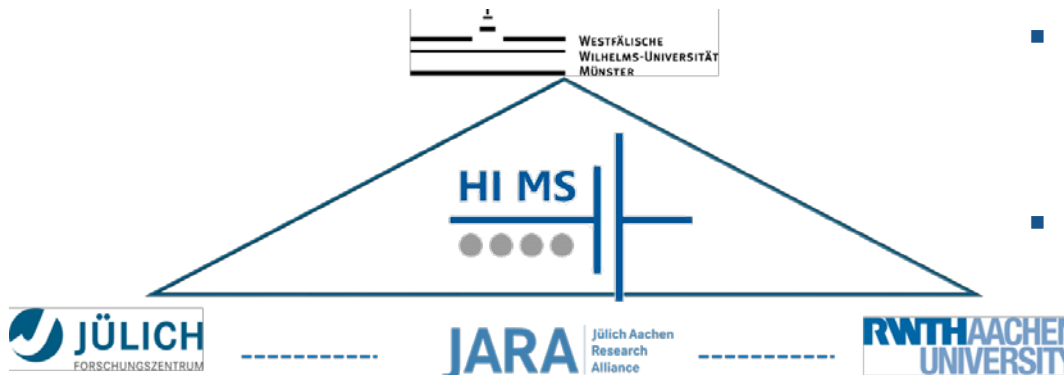 WESTFÄLISCHE
WILHELMS-UNIVERSITÄT
MÜNSTER
HI MS
JÜLICH
FORSCHUNGSZENTRUM
JARA
Jülich Aachen
Research
Alliance
RWTHAACHEN
UNIVERSITY